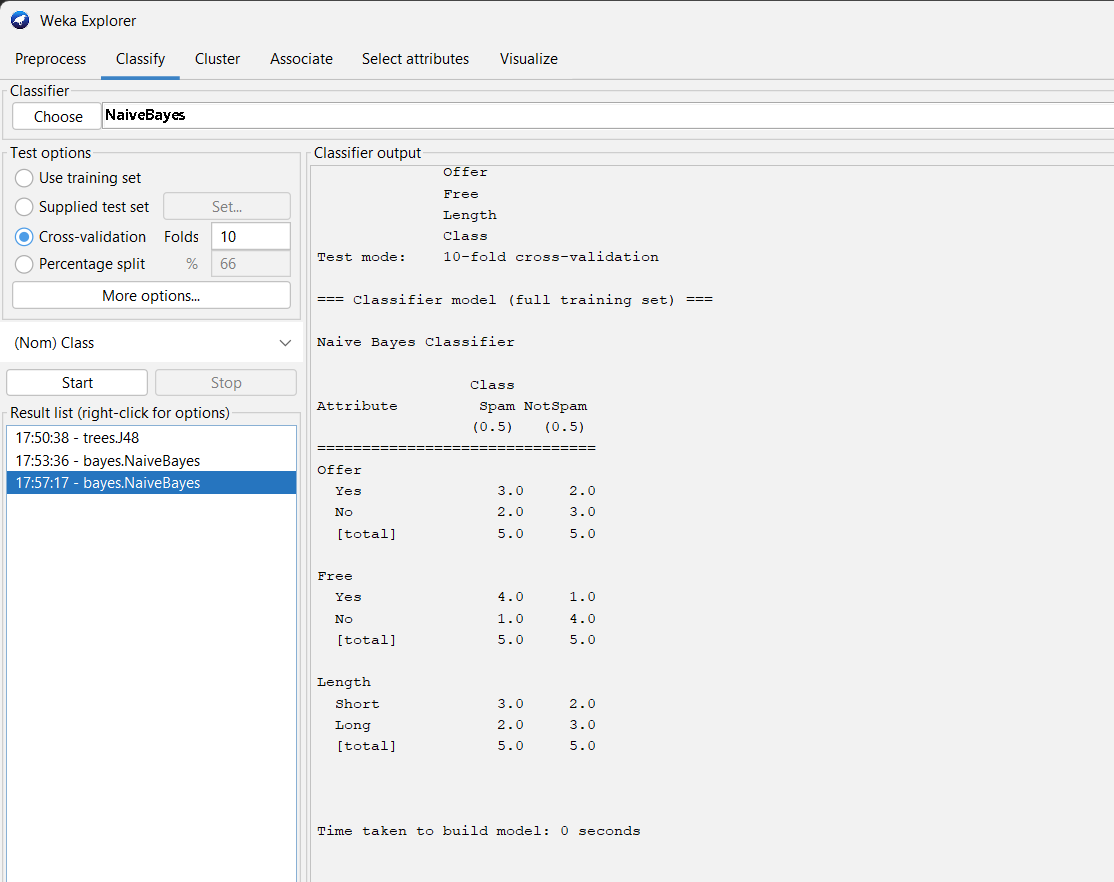 Weka Explorer
Preprocess Classify Cluster Associate Select attributes Visualize
Classifier
Choose NaiveBayes
Test options
Use training set
Supplied test set Set...
Cross-validation Folds 10
Percentage split % 66
More options...
(Nom) Class
Start Stop
Result list (right-click for options)
17:50:38 - trees.J48
17:53:36 - bayes.NaiveBayes
17:57:17 - bayes.NaiveBayes
Classifier output
Offer
Free
Length
Class
Test mode: 10-fold cross-validation
=== Classifier model (full training set) ===
Naive Bayes Classifier
Class
Attribute Spam NotSpam
(0.5) (0.5)
===============================
Offer
Yes 3.0 2.0
No 2.0 3.0
[total] 5.0 5.0
Free
Yes 4.0 1.0
No 1.0 4.0
[total] 5.0 5.0
Length
Short 3.0 2.0
Long 2.0 3.0
[total] 5.0 5.0
Time taken to build model: 0 seconds